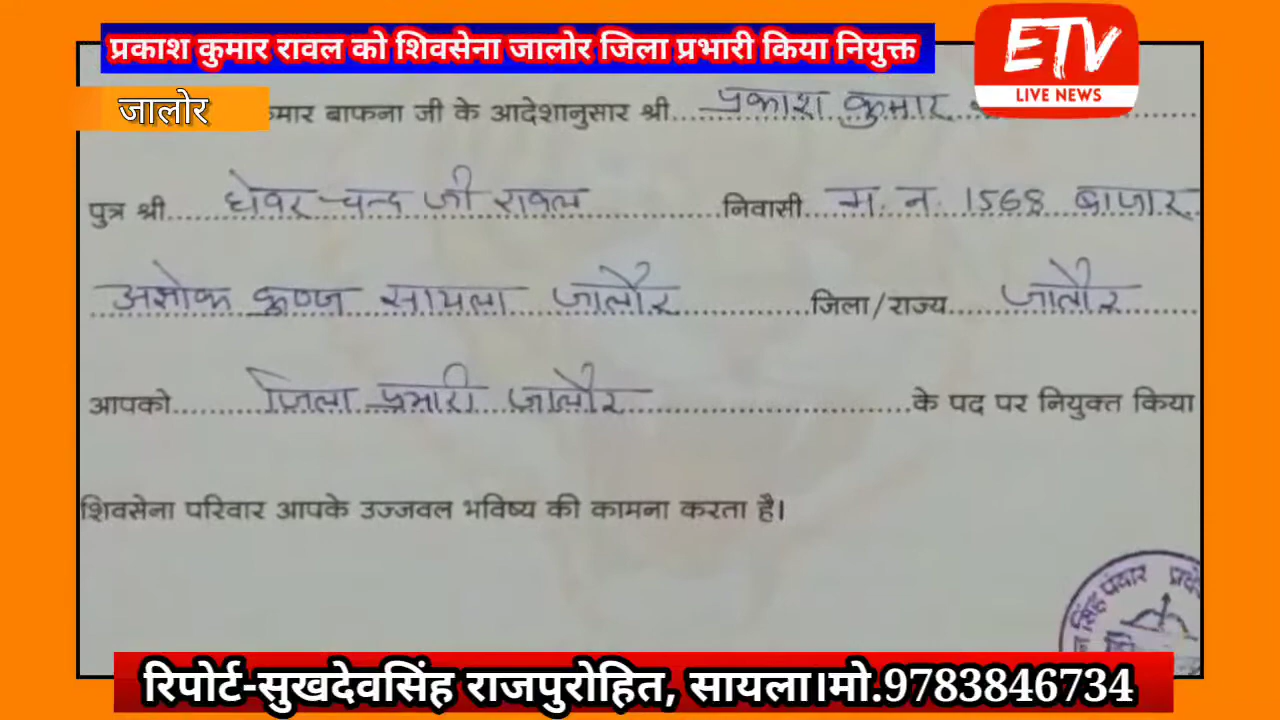 प्रकाश कुमार रावल को शिवसेना जालोर जिला प्रभारी किया नियुक्त
ETV
LIVE NEWS
जालोर
कुमार बाफना जी के आदेशानुसार श्री....प्रकाश कुमार
पुत्र श्री.....घेवर चन्द जी रावल.....निवासी...म. न. 1568 बाजार
अशोक कुण्ज सायला जालौर.....जिला/राज्य....जालौर
आपको.....जिला प्रभारी जालौर.....के पद पर नियुक्त किया
शिवसेना परिवार आपके उज्जवल भविष्य की कामना करता है।
सिंह पंवार
रिपोर्ट-सुखदेवसिंह राजपुरोहित, सायला।मो.9783846734